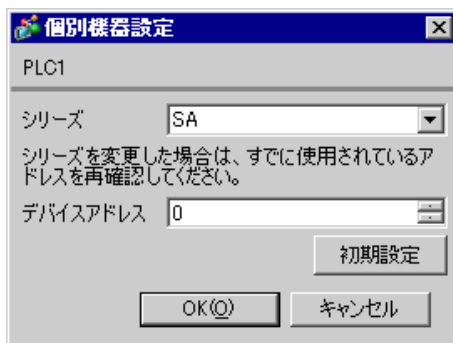 個別機器設定
PLC1
シリーズ SA
シリーズを変更した場合は、すでに使用されているア
ドレスを再確認してください。
デバイスアドレス 0
初期設定
OK(O) キャンセル